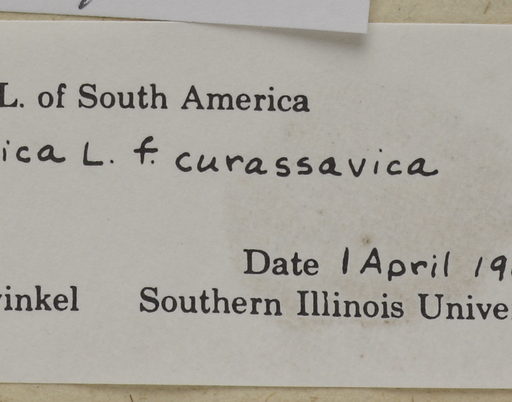 L. of South America
ica L. f. curassavica
Date 1 April 19
inkel Southern Illinois Unive